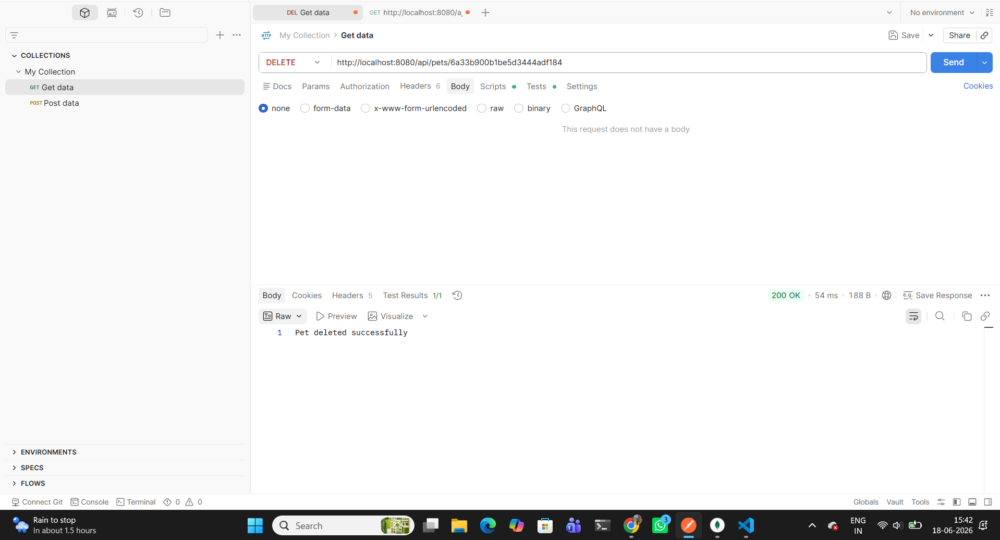 DEL Get data
GET http://localhost:8080/a
No environment
My Collection > Get data
Save
Share
COLLECTIONS
My Collection
GET Get data
POST Post data
DELETE
http://localhost:8080/api/pets/6a33b900b1be5d3444adf184
Send
Docs
Params
Authorization
Headers 6
Body
Scripts
Tests
Settings
Cookies
none
form-data
x-www-form-urlencoded
raw
binary
GraphQL
This request does not have a body
Body
Cookies
Headers 5
Test Results 1/1
200 OK
54 ms
188 B
e.g. Save Response
Raw
Preview
Visualize
1 Pet deleted successfully
ENVIRONMENTS
SPECS
FLOWS
Connect Git
Console
Terminal
0
0
Globals
Vault
Tools
Rain to stop
In about 1.5 hours
Search
3
ENG
IN
15:42
18-06-2026